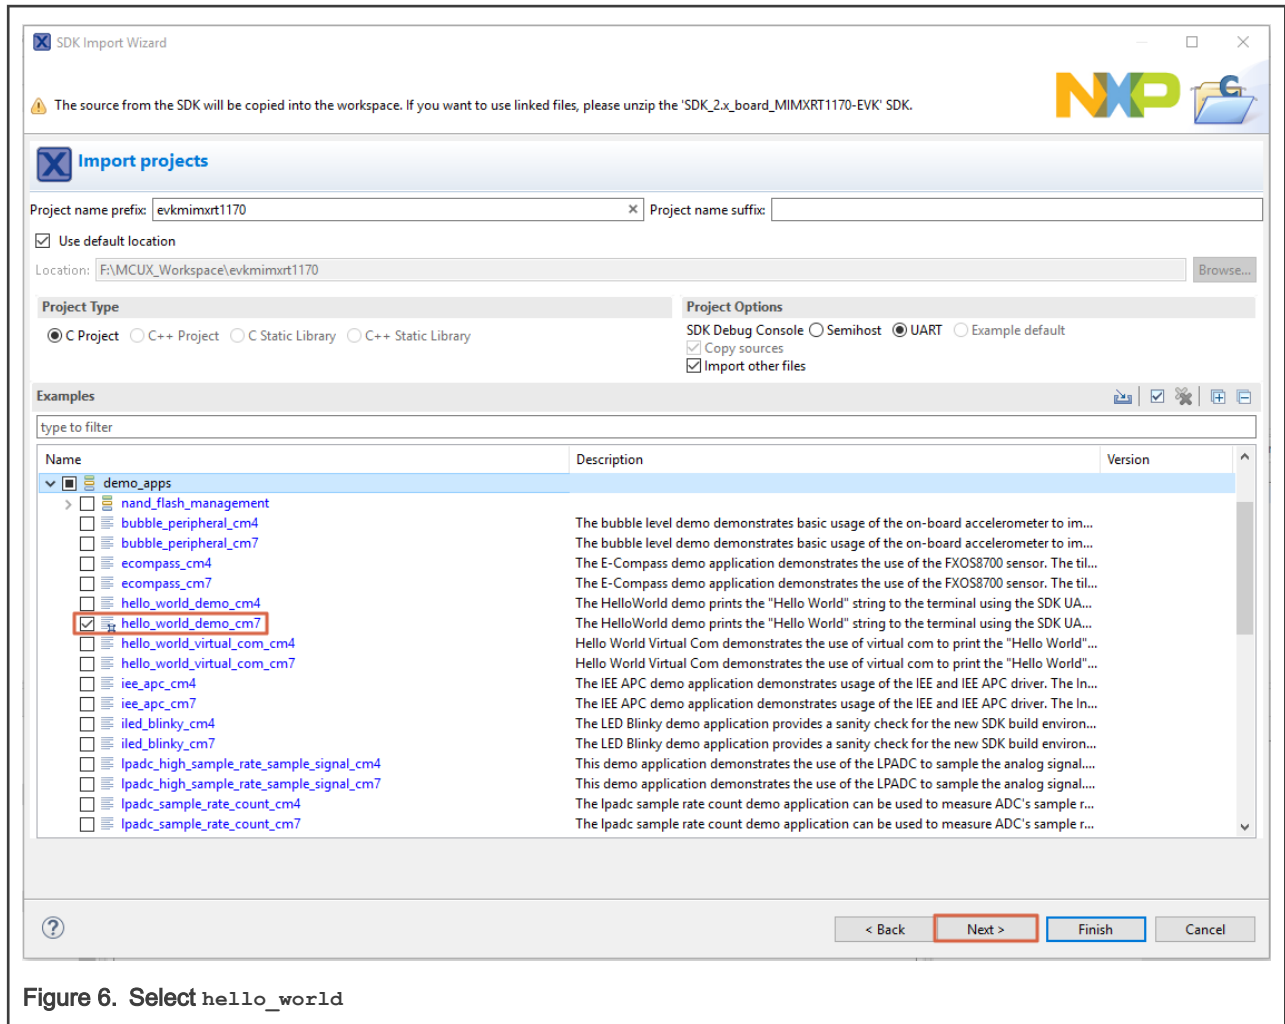 SDK Import Wizard
The source from the SDK will be copied into the workspace. If you want to use linked files, please unzip the 'SDK_2.x_board_MIMXRT1170-EVK' SDK.
NXP
C
Import projects
Project name prefix: evkmimxrt1170 Project name suffix:
Use default location
Location: F:\MCUX_Workspace\evkmimxrt1170 Browse...
Project Type Project Options
C Project C++ Project C Static Library C++ Static Library SDK Debug Console Semihost UART Example default
Copy sources
Import other files
Examples
type to filter
Name Description Version
demo_apps
nand_flash_management
bubble_peripheral_cm4 The bubble level demo demonstrates basic usage of the on-board accelerometer to im...
bubble_peripheral_cm7 The bubble level demo demonstrates basic usage of the on-board accelerometer to im...
ecompass_cm4 The E-Compass demo application demonstrates the use of the FXOS8700 sensor. The til...
ecompass_cm7 The E-Compass demo application demonstrates the use of the FXOS8700 sensor. The til...
hello_world_demo_cm4 The HelloWorld demo prints the "Hello World" string to the terminal using the SDK UA...
hello_world_demo_cm7 The HelloWorld demo prints the "Hello World" string to the terminal using the SDK UA...
hello_world_virtual_com_cm4 Hello World Virtual Com demonstrates the use of virtual com to print the "Hello World"...
hello_world_virtual_com_cm7 Hello World Virtual Com demonstrates the use of virtual com to print the "Hello World"...
iee_apc_cm4 The IEE APC demo application demonstrates usage of the IEE and IEE APC driver. The In...
iee_apc_cm7 The IEE APC demo application demonstrates usage of the IEE and IEE APC driver. The In...
iled_blinky_cm4 The LED Blinky demo application provides a sanity check for the new SDK build environ...
iled_blinky_cm7 The LED Blinky demo application provides a sanity check for the new SDK build environ...
lpadc_high_sample_rate_sample_signal_cm4 This demo application demonstrates the use of the LPADC to sample the analog signal....
lpadc_high_sample_rate_sample_signal_cm7 This demo application demonstrates the use of the LPADC to sample the analog signal....
lpadc_sample_rate_count_cm4 The lpadc sample rate count demo application can be used to measure ADC's sample r...
lpadc_sample_rate_count_cm7 The lpadc sample rate count demo application can be used to measure ADC's sample r...
? < Back Next > Finish Cancel
Figure 6. Select hello_world